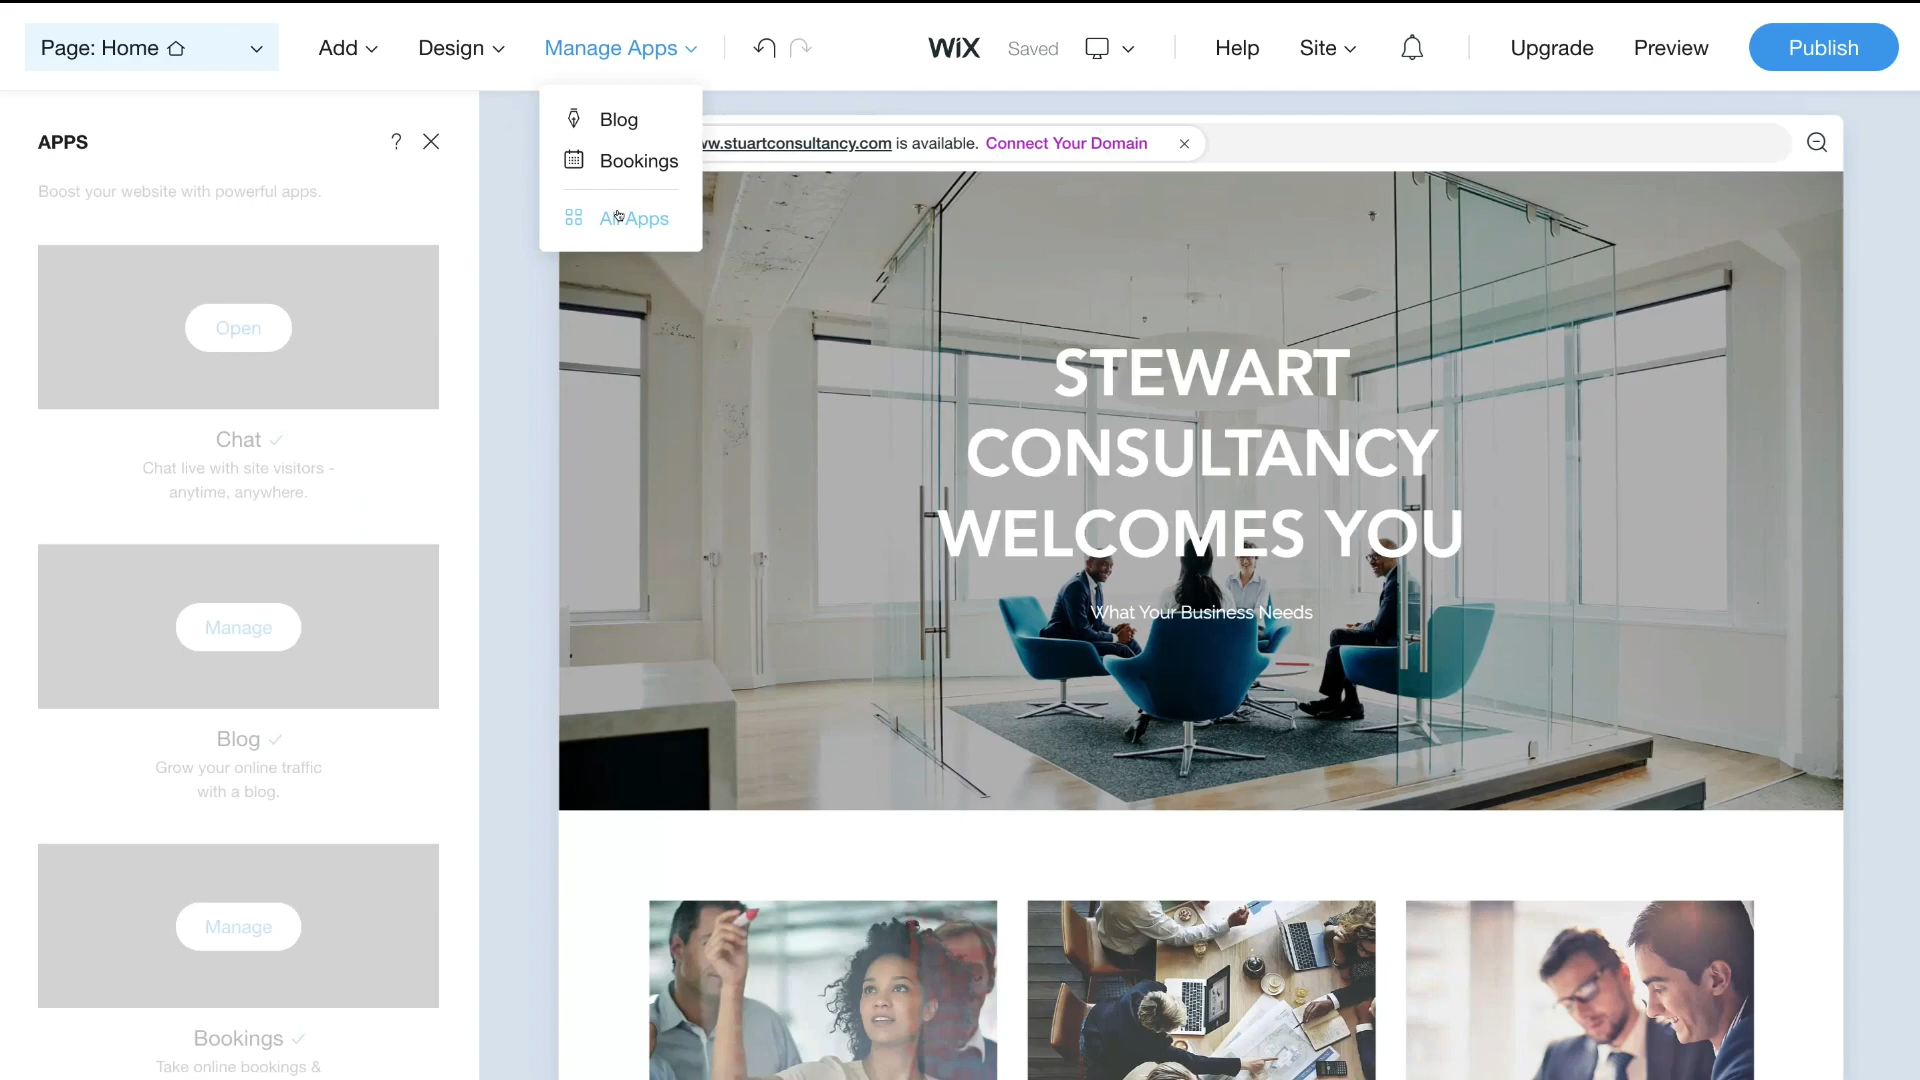 Page: Home
Add
Design
Manage Apps
WiX
Saved
Help
Site
Upgrade
Preview
Publish
APPS
?
Boost your website with powerful apps.
Open
Chat
Chat live with site visitors -
anytime, anywhere.
Manage
Blog
Grow your online traffic
with a blog.
Manage
Bookings
Take online bookings &
Blog
Bookings
All Apps
ww.stuartconsultancy.com is available. Connect Your Domain
STEWART
CONSULTANCY
WELCOMES YOU
What Your Business Needs